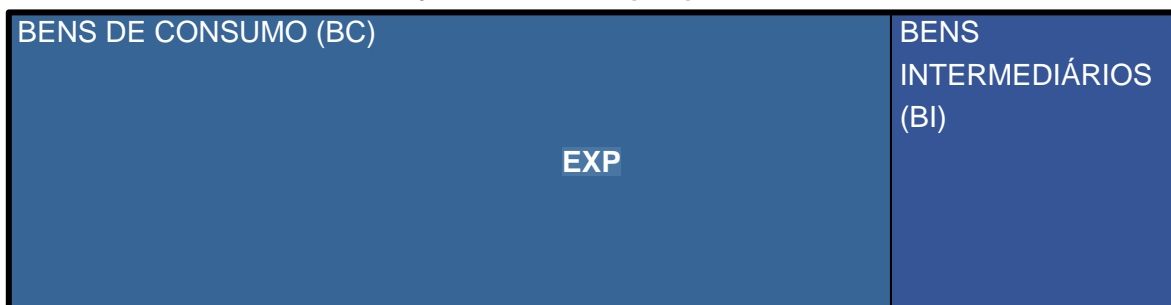 BENS DE CONSUMO (BC)
BENS
INTERMEDIÁRIOS
(BI)
EXP